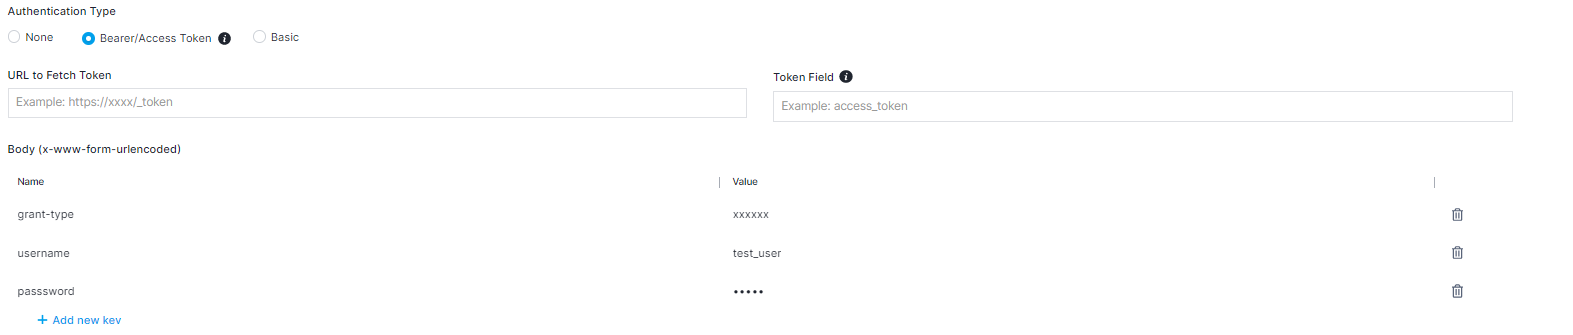 Authentication Type
None Bearer/Access Token i Basic
URL to Fetch Token Token Field i
Example: https://xxxx/_token Example: access_token
Body (x-www-form-urlencoded)
Name Value
grant-type xxxxxx
username test_user
passsword •••••
+ Add new key